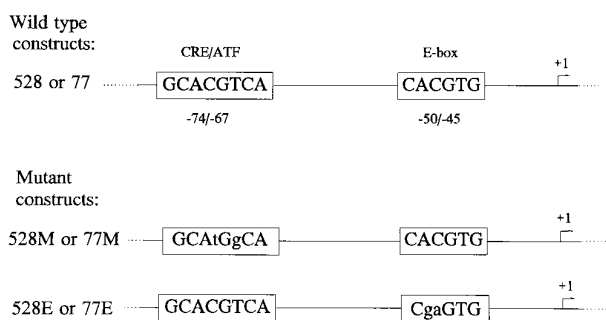 Wild type
constructs:
CRE/ATF E-box
528 or 77 GCACGTCA CACGTG +1
-74/-67 -50/-45
Mutant
constructs:
528M or 77M GCAtGgCA CACGTG +1
528E or 77E GCACGTCA CgaGTG +1